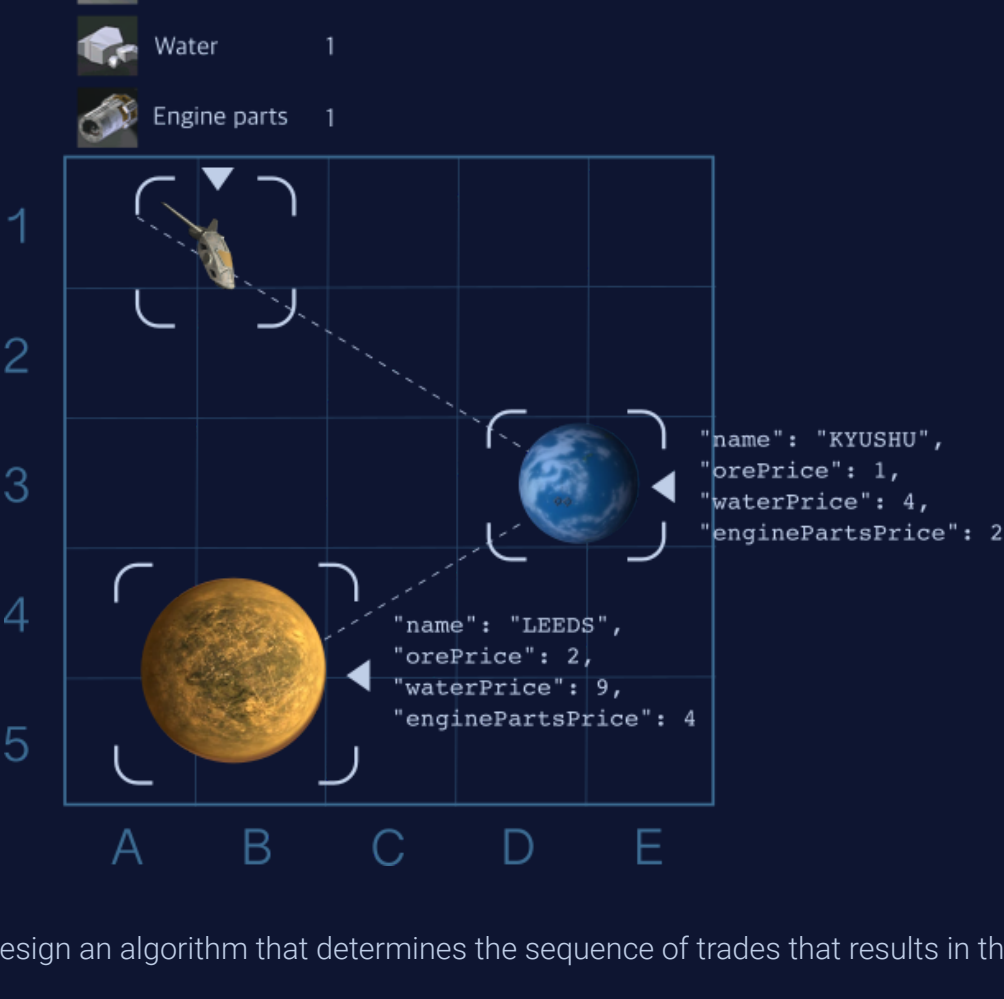 Water 1
Engine parts 1
1
2
3
4
5
"name": "KYUSHU",
"orePrice": 1,
"waterPrice": 4,
"enginePartsPrice": 2
"name": "LEEDS",
"orePrice": 2,
"waterPrice": 9,
"enginePartsPrice": 4
A B C D E
esign an algorithm that determines the sequence of trades that results in th